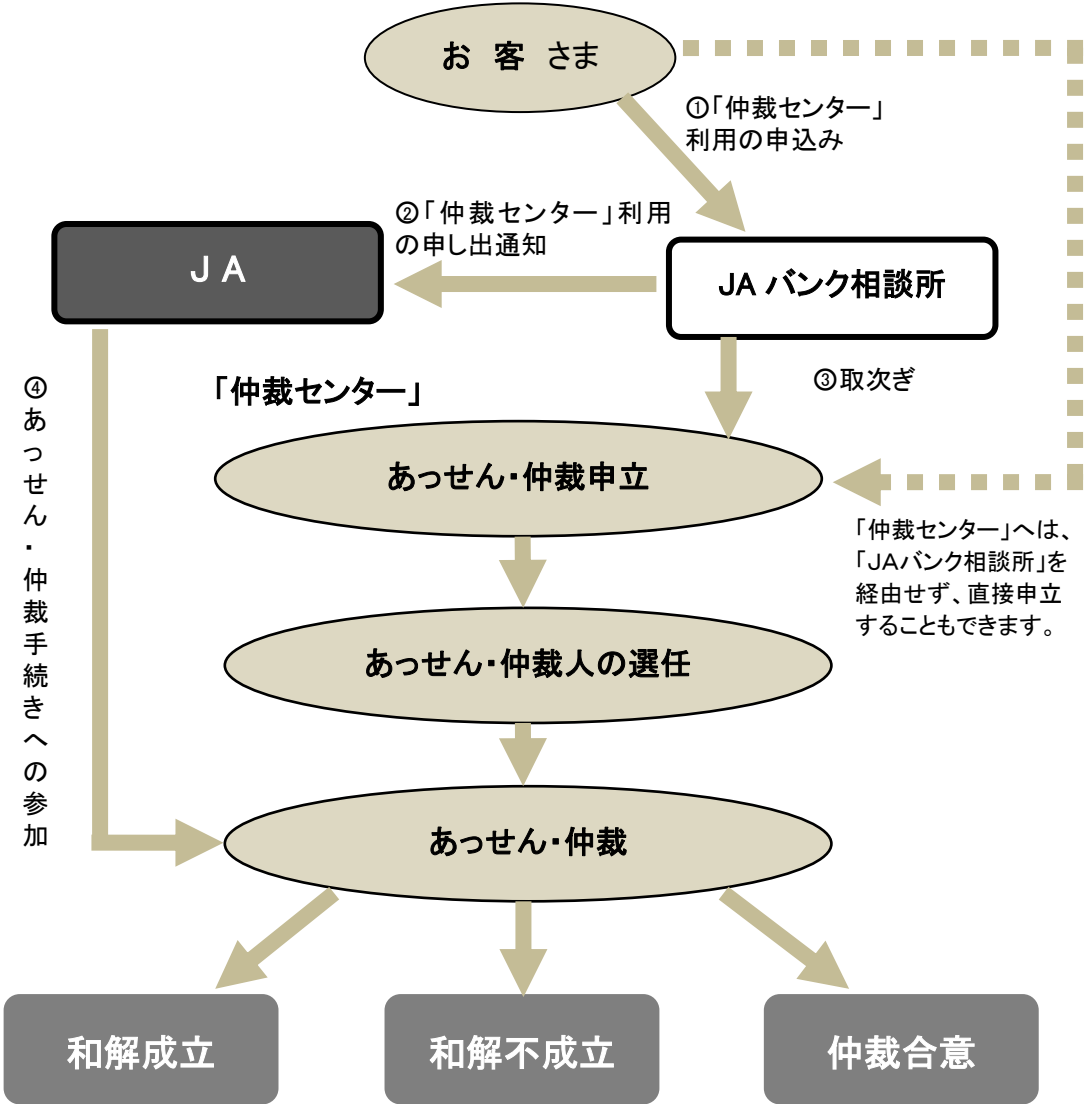 お 客 さま
①「仲裁センター」
利用の申込み
②「仲裁センター」利用
の申し出通知
ＪＡ
JA バンク相談所
③取次ぎ
④あっせん・仲裁手続きへの参加
「仲裁センター」
あっせん・仲裁申立
「仲裁センター」へは、
「ＪＡバンク相談所」を
経由せず、直接申立
することもできます。
あっせん・仲裁人の選任
あっせん・仲裁
和解成立
和解不成立
仲裁合意